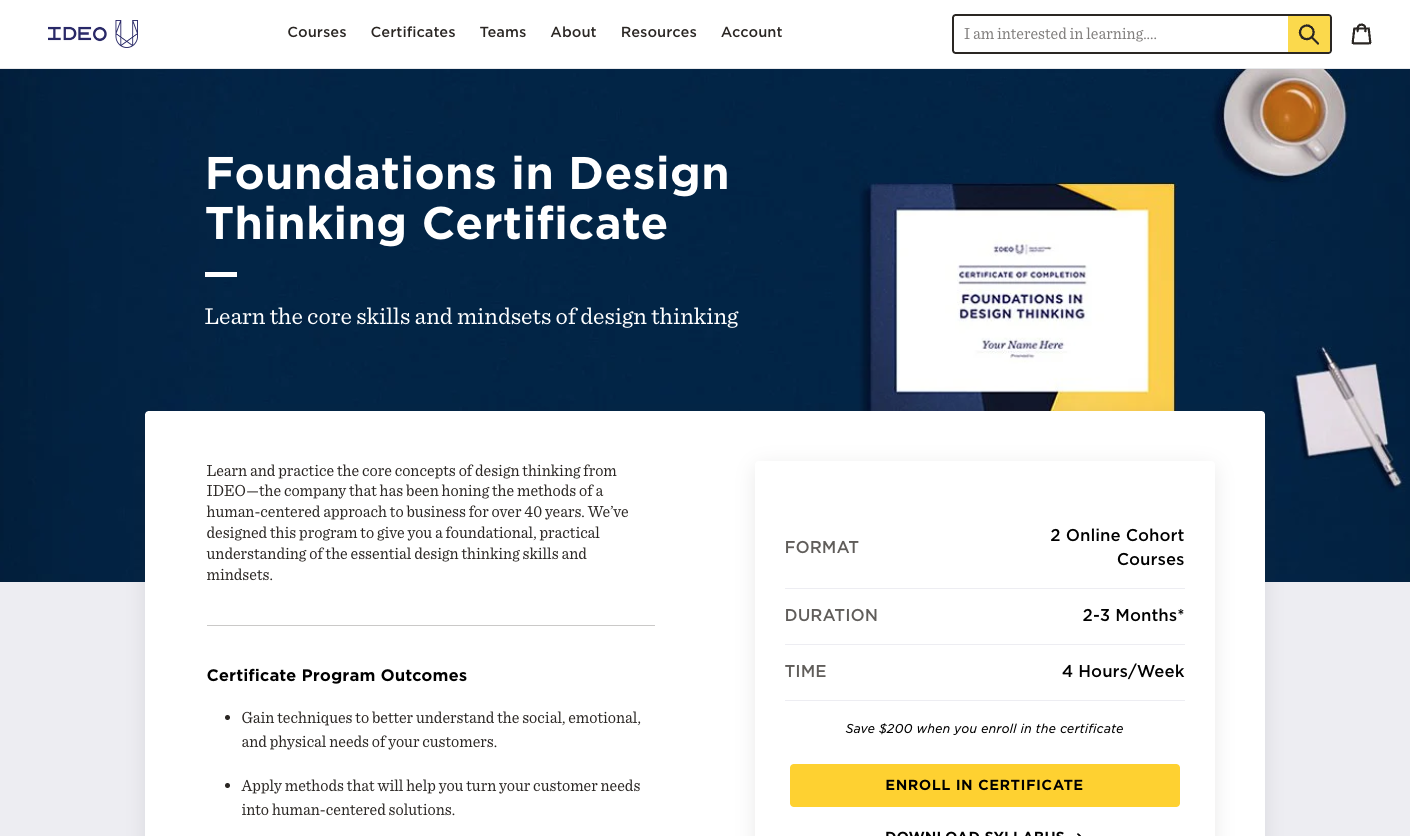 IDEO U
Courses
Certificates
Teams
About
Resources
Account
I am interested in learning....
Foundations in Design
Thinking Certificate
Learn the core skills and mindsets of design thinking
IDEO U
CERTIFICATE OF COMPLETION
FOUNDATIONS IN
DESIGN THINKING
Your Name Here
Learn and practice the core concepts of design thinking from
IDEO—the company that has been honing the methods of a
human-centered approach to business for over 40 years. We’ve
designed this program to give you a foundational, practical
understanding of the essential design thinking skills and
mindsets.
Certificate Program Outcomes
• Gain techniques to better understand the social, emotional,
and physical needs of your customers.
• Apply methods that will help you turn your customer needs
into human-centered solutions.
FORMAT
2 Online Cohort
Courses
DURATION
2-3 Months*
TIME
4 Hours/Week
Save $200 when you enroll in the certificate
ENROLL IN CERTIFICATE
DOWNLOAD SYLLABUS